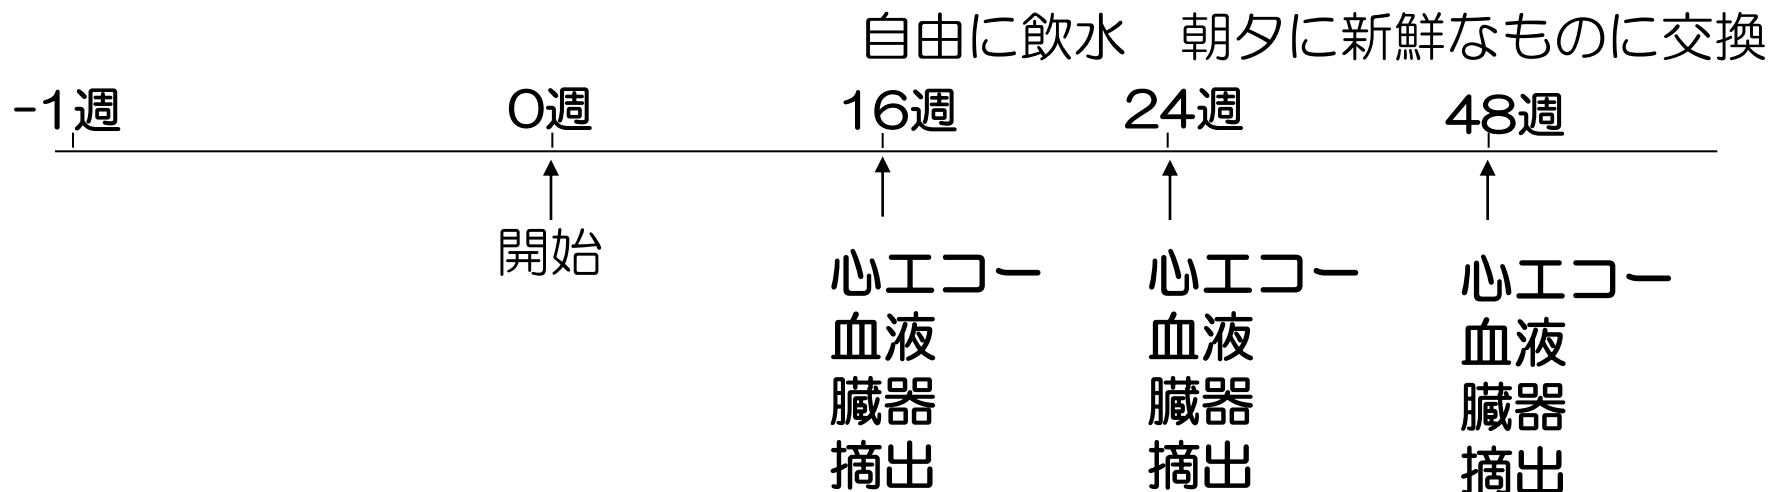 自由に飲水　朝夕に新鮮なものに交換
-1週
0週
16週
24週
48週
開始
心エコー
血液
臓器
摘出
心エコー
血液
臓器
摘出
心エコー
血液
臓器
摘出